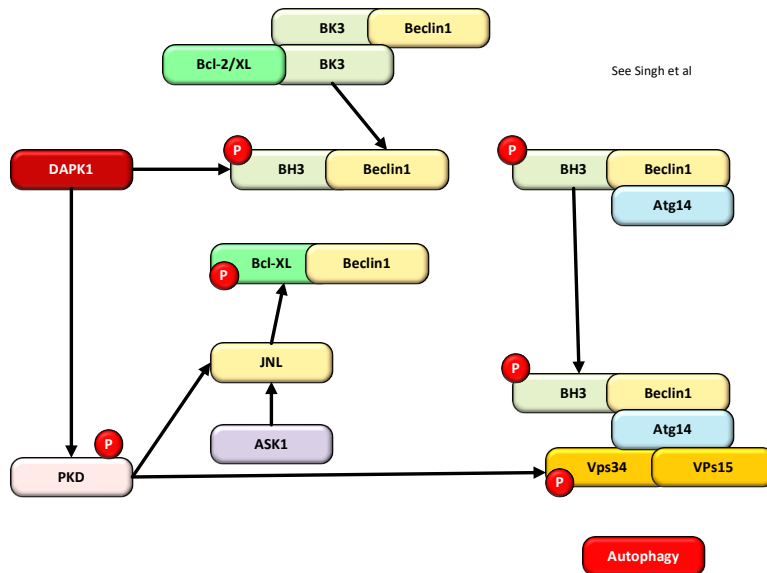 BK3
Beclin1
Bcl-2/XL
BK3
See Singh et al
P
DAPK1
BH3
Beclin1
P
BH3
Beclin1
Atg14
Bcl-XL
Beclin1
P
JNL
P
BH3
Beclin1
Atg14
P
ASK1
PKD
Vps34
VPs15
P
Autophagy